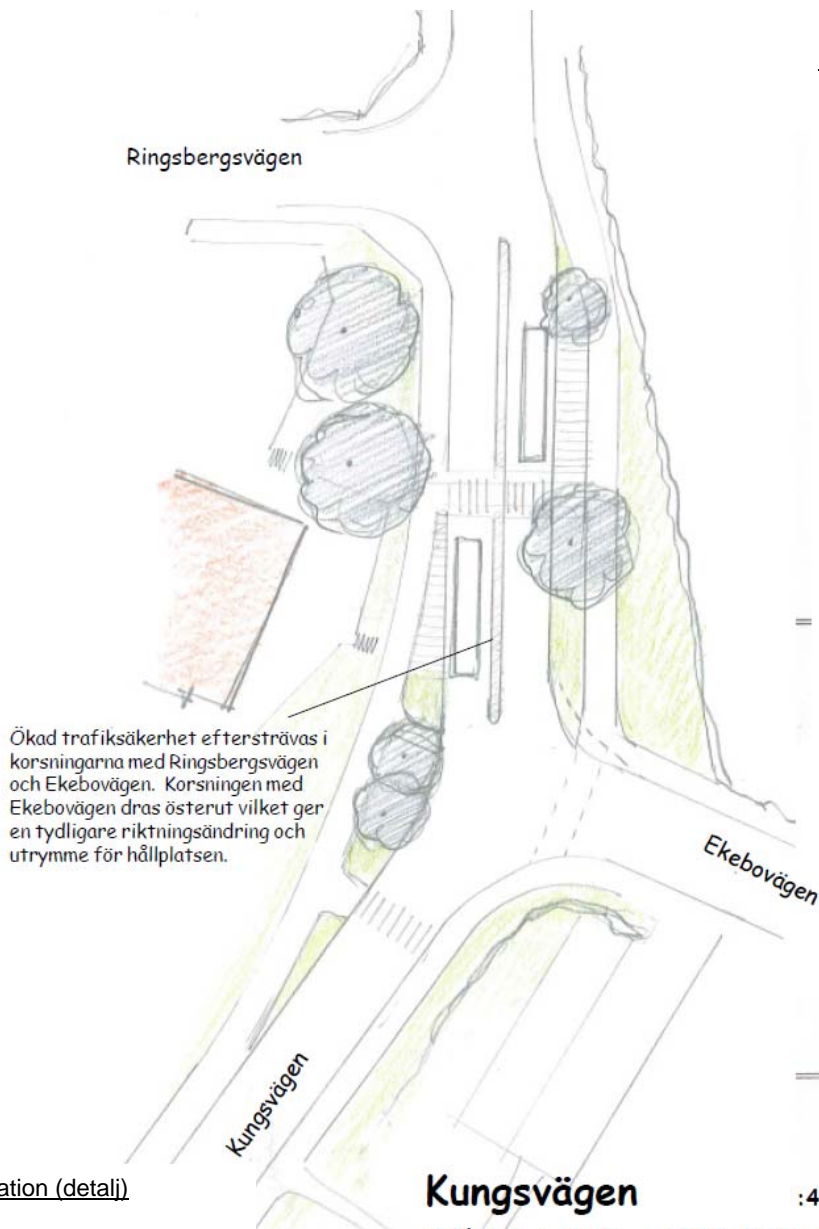 Ringsbergsvägen
Ökad trafiksäkerhet eftersträvas i
korsningarna med Ringsbergsvägen
och Ekebovägen. Korsningen med
Ekebovägen dras österut vilket ger
en tydligare riktningsändring och
utrymme för hållplatsen.
Ekebovägen
Kungsvägen
ation (detalj)
Kungsvägen
:4